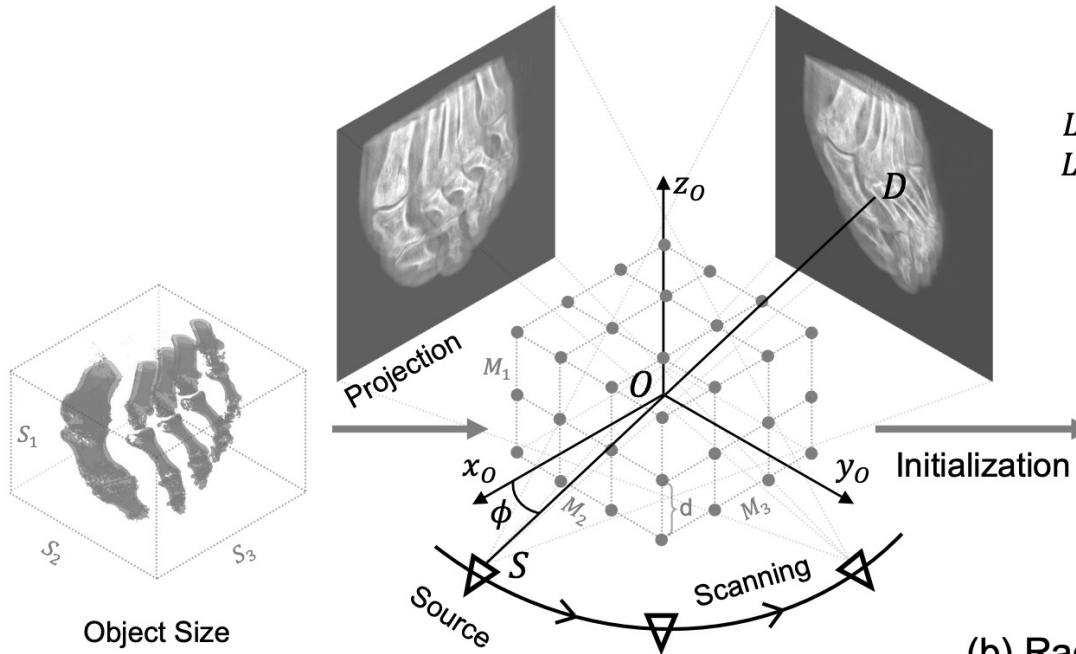 L
L
D
z_O
Projection
M_1
O
S_1
x_O
y_O
Initialization
ϕ
M_2
d
M_3
S_2
S_3
S
Scanning
Source
Object Size
(b) Ra